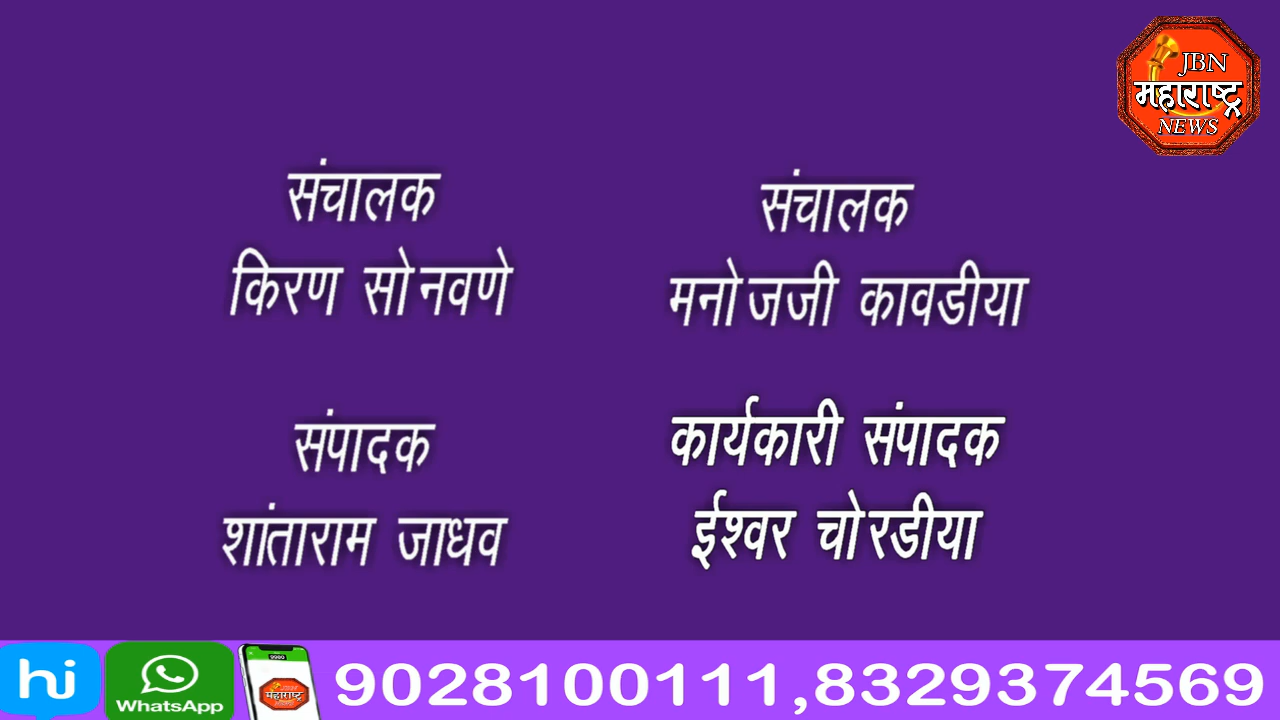 JBN
महाराष्ट्र
NEWS
संचालक
किरण सोनवणे
संचालक
मनोजजी कावडीया
संपादक
शांताराम जाधव
कार्यकारी संपादक
ईश्वर चोरडीया
hi
WhatsApp
महाराष्ट्र
9028100111,8329374569